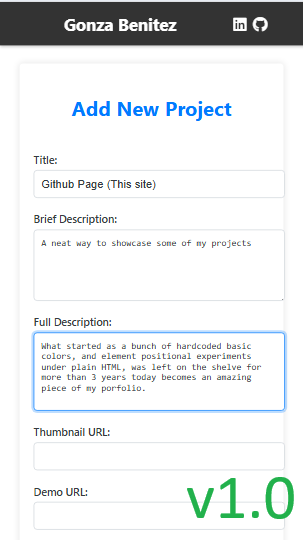 Gonza Benitez
Add New Project
Title:
Github Page (This site)
Brief Description:
A neat way to showcase some of my projects
Full Description:
What started as a bunch of hardcoded basic
colors, and element positional experiments
under plain HTML, was left on the shelve for
more than 3 years today becomes an amazing
piece of my porfolio.
Thumbnail URL:
Demo URL:
v1.0